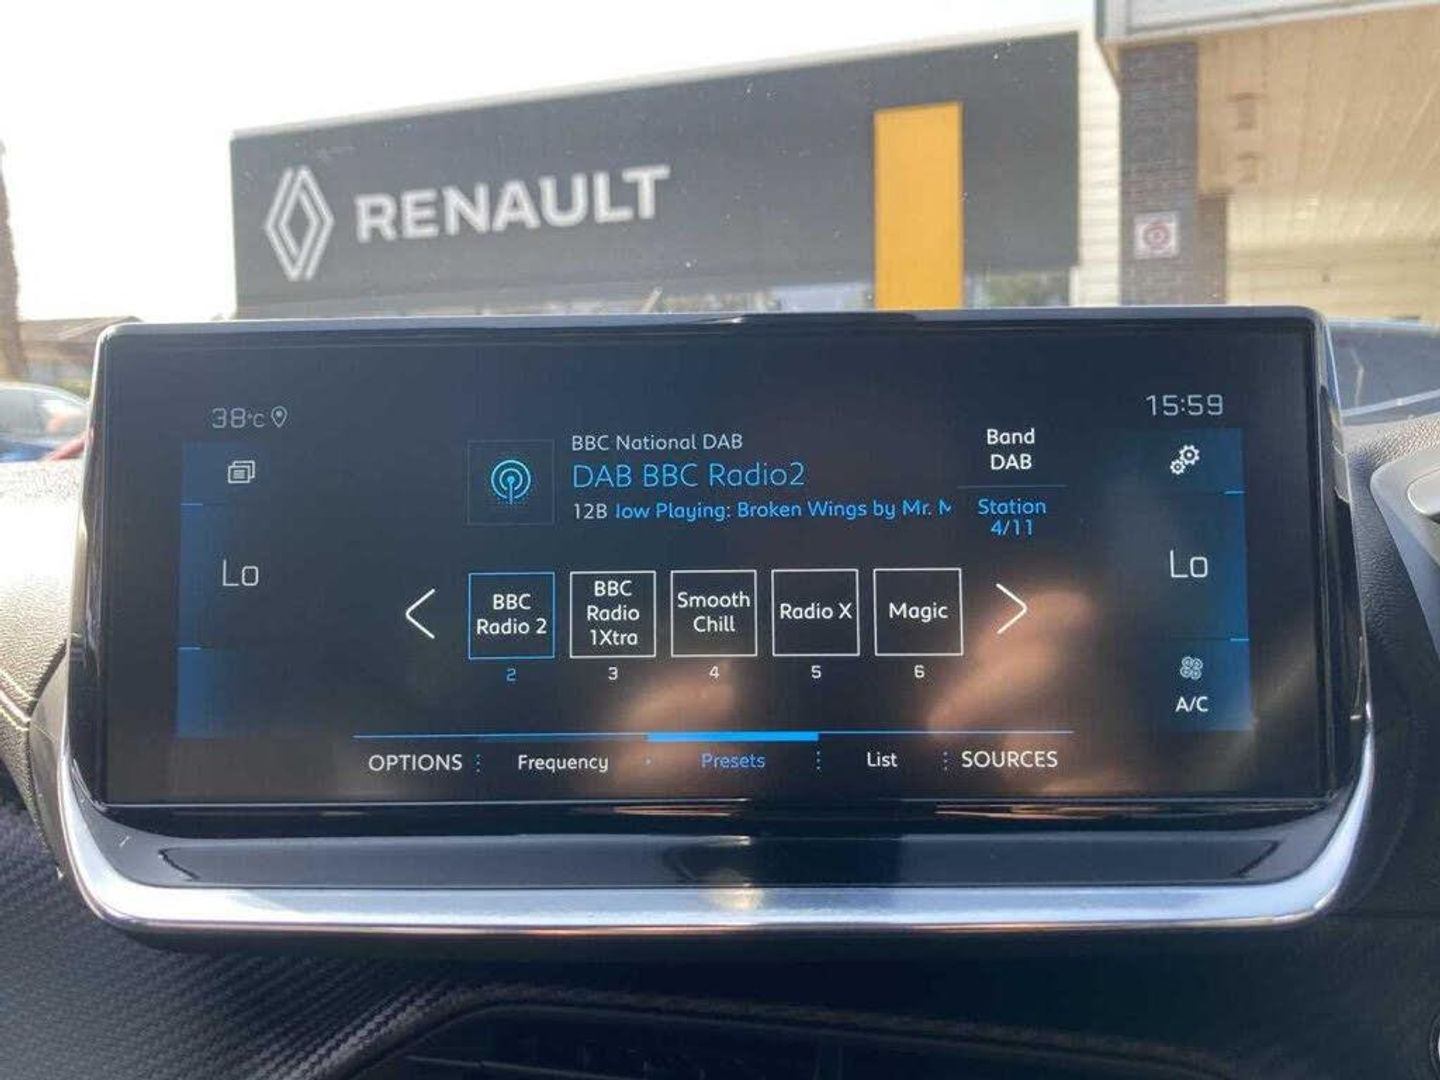 RENAULT
38°C
15:59
BBC National DAB
DAB BBC Radio2
12B Iow Playing: Broken Wings by Mr. M
Band
DAB
Station
4/11
Lo
Lo
BBC
Radio 2
BBC
Radio
1Xtra
Smooth
Chill
Radio X
Magic
2
3
4
5
6
A/C
OPTIONS
Frequency
Presets
List
SOURCES